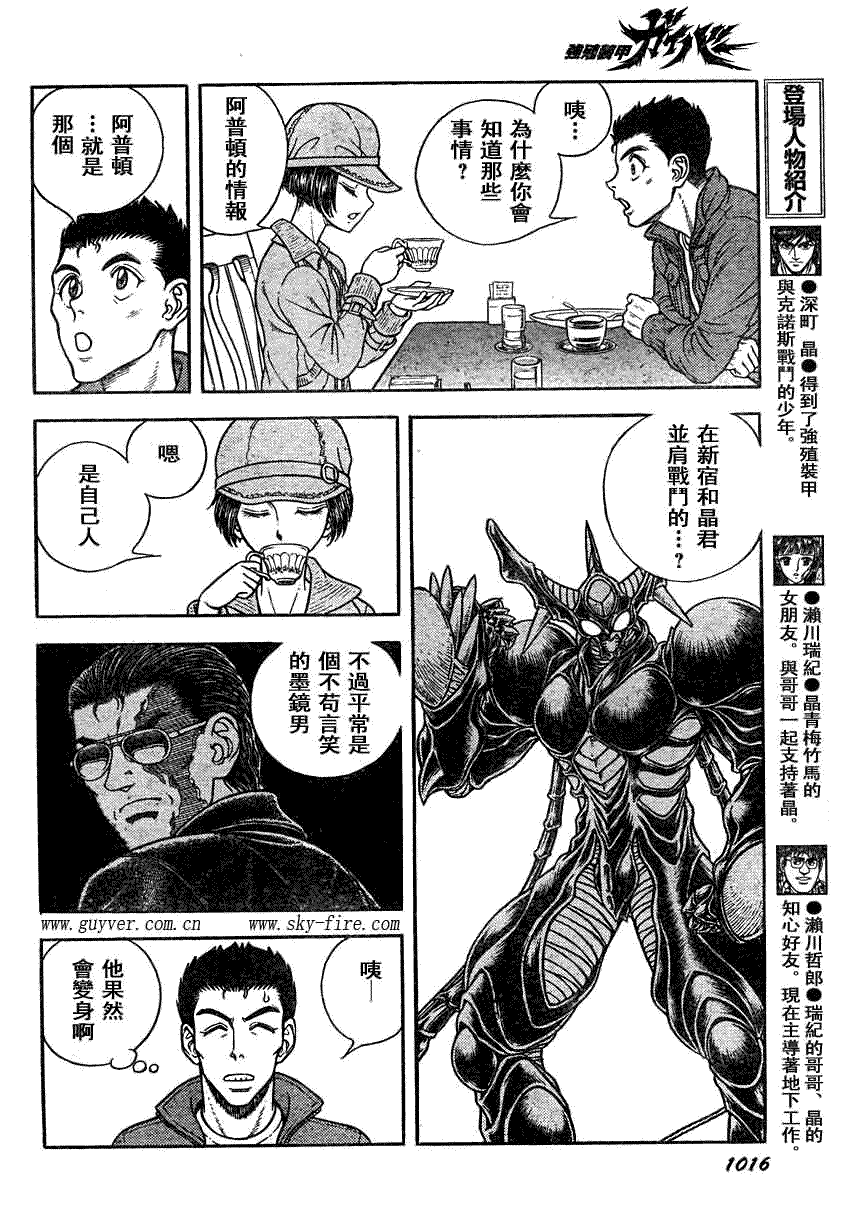 強殖装甲
ガイバー
登場人物紹介
●深町 晶●得到了強殖裝甲
與克諾斯戰鬥的少年。
●瀨川瑞紀●晶青梅竹馬的
女朋友。與哥哥一起支持著晶。
●瀨川哲郎●瑞紀的哥哥、晶的
知心好友。現在主導著地下工作。
咦…
為什麼你會
知道那些
事情？
阿普頓的情報
阿普頓
…就是
那個
在新宿和晶君
並肩戰鬥的…？
嗯
是自己人
不過平常是
個不苟言笑
的墨鏡男
www.guyver.com.cn
www.sky-fire.com
咦—
他果然
會變身啊
1016